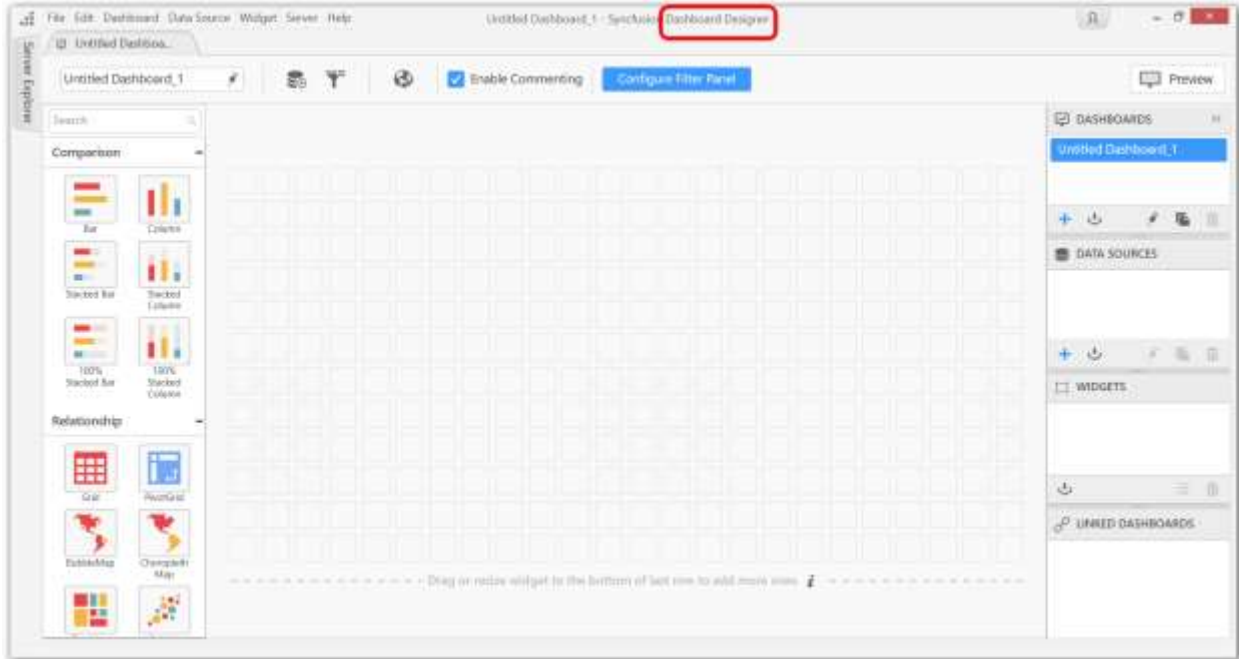 File Edit Dashboard Data Source Widget Server Help
Untitled Dashboard_1 - Syncfusion Dashboard Designer
Server Explorer
Untitled Dashboa...
Untitled Dashboard_1
Enable Commenting
Configure Filter Panel
Preview
Search
Comparison
Bar
Column
Stacked Bar
Stacked
Column
100%
Stacked Bar
100%
Stacked
Column
Relationship
Grid
PivotGrid
BubbleMap
Choropleth
Map
Drag or resize widget to the bottom of last row to add more rows i
DASHBOARDS
Untitled Dashboard_1
DATA SOURCES
WIDGETS
LINKED DASHBOARDS